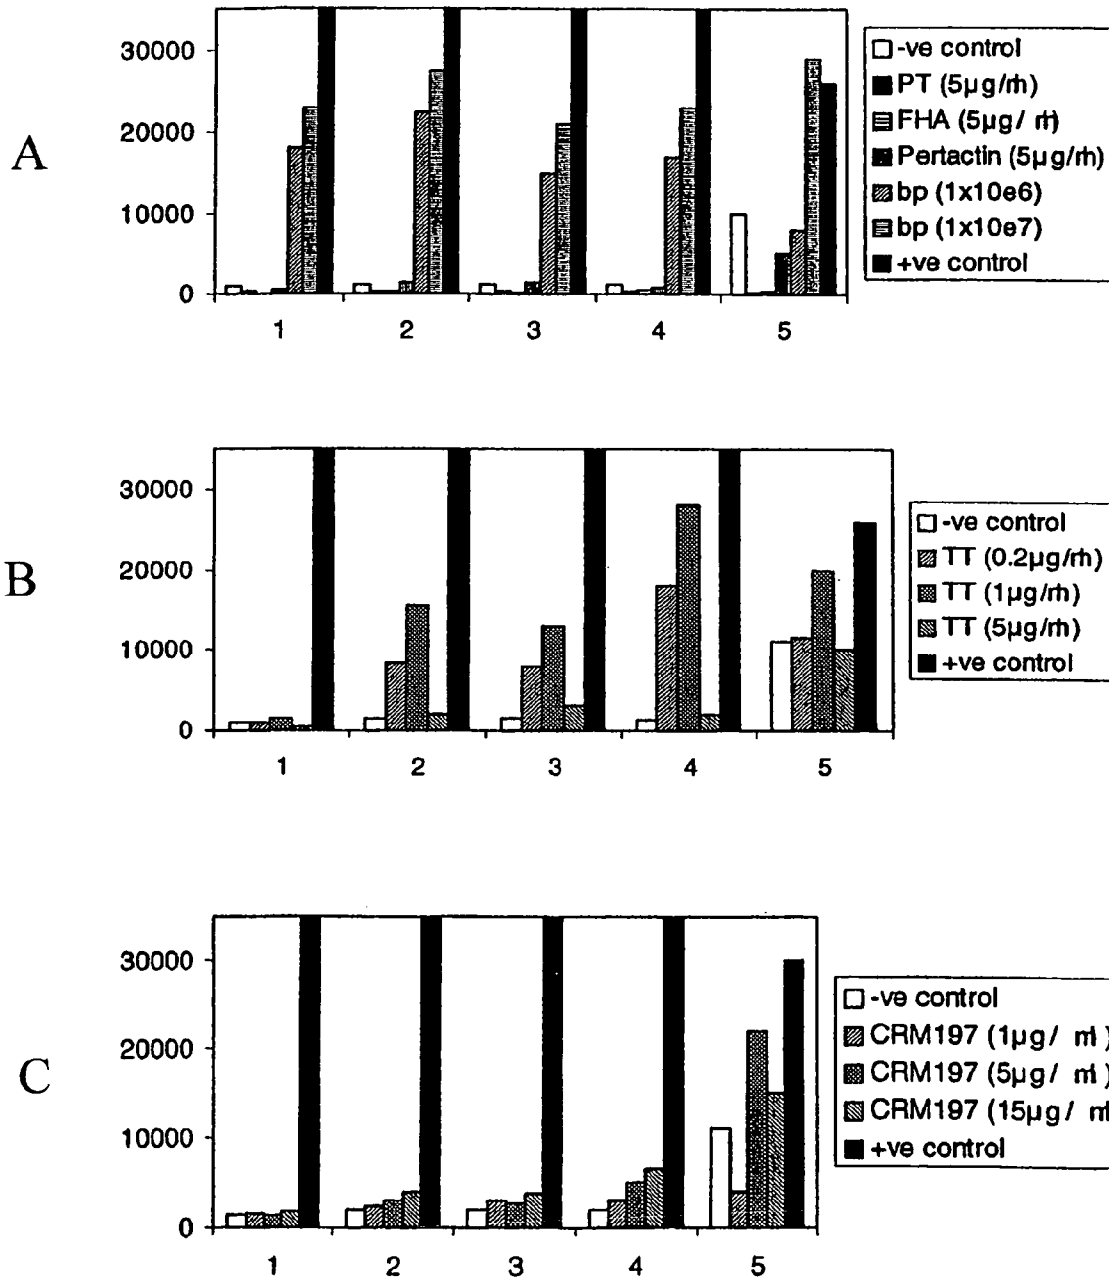 A
30000
20000
10000
0
1 2 3 4 5
-ve control
PT (5µg/ml)
FHA (5µg/ ml)
Pertactin (5µg/ml)
bp (1x10e6)
bp (1x10e7)
+ve control
B
30000
20000
10000
0
1 2 3 4 5
-ve control
TT (0.2µg/ml)
TT (1µg/ml)
TT (5µg/ml)
+ve control
C
30000
20000
10000
0
1 2 3 4 5
-ve control
CRM197 (1µg/ ml)
CRM197 (5µg/ ml)
CRM197 (15µg/ ml
+ve control